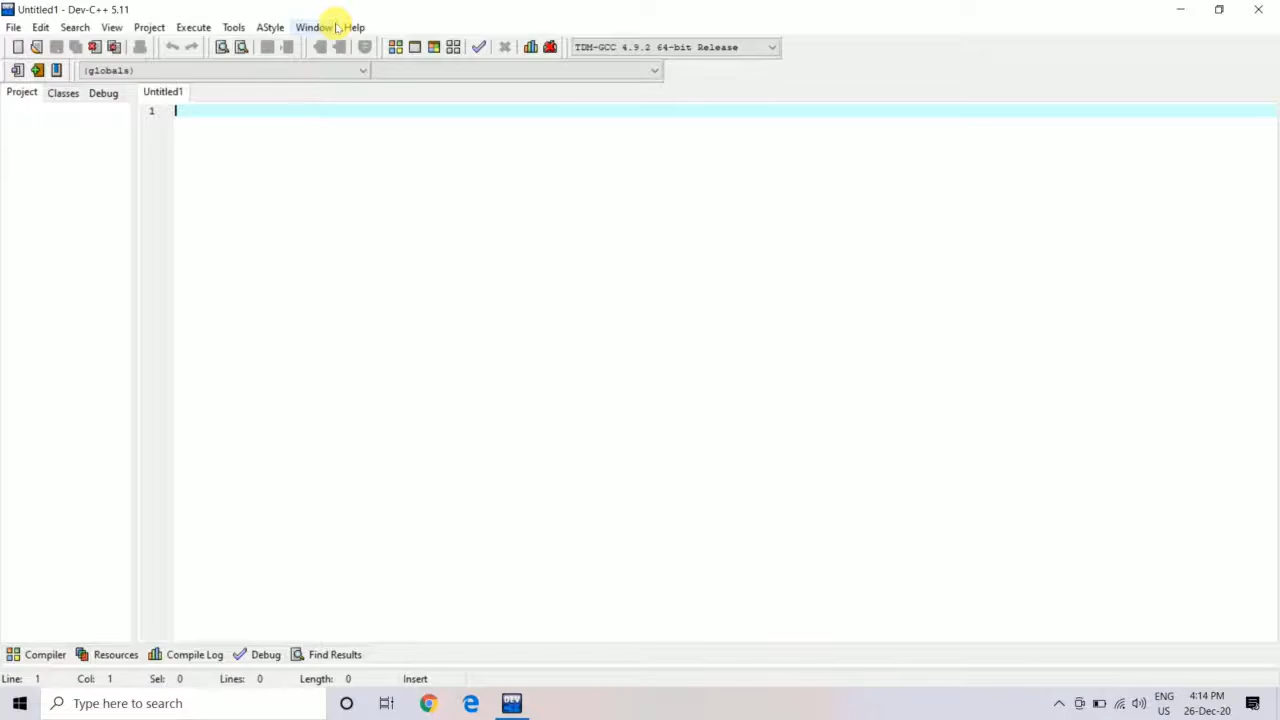 Untitled1 - Dev-C++ 5.11
File Edit Search View Project Execute Tools AStyle Window Help
TDM-GCC 4.9.2 64-bit Release
(globals)
Project Classes Debug Untitled1
1
Compiler Resources Compile Log Debug Find Results
Line: 1 Col: 1 Sel: 0 Lines: 0 Length: 0 Insert
DEV
Type here to search
ENG
US
4:14 PM
26-Dec-20